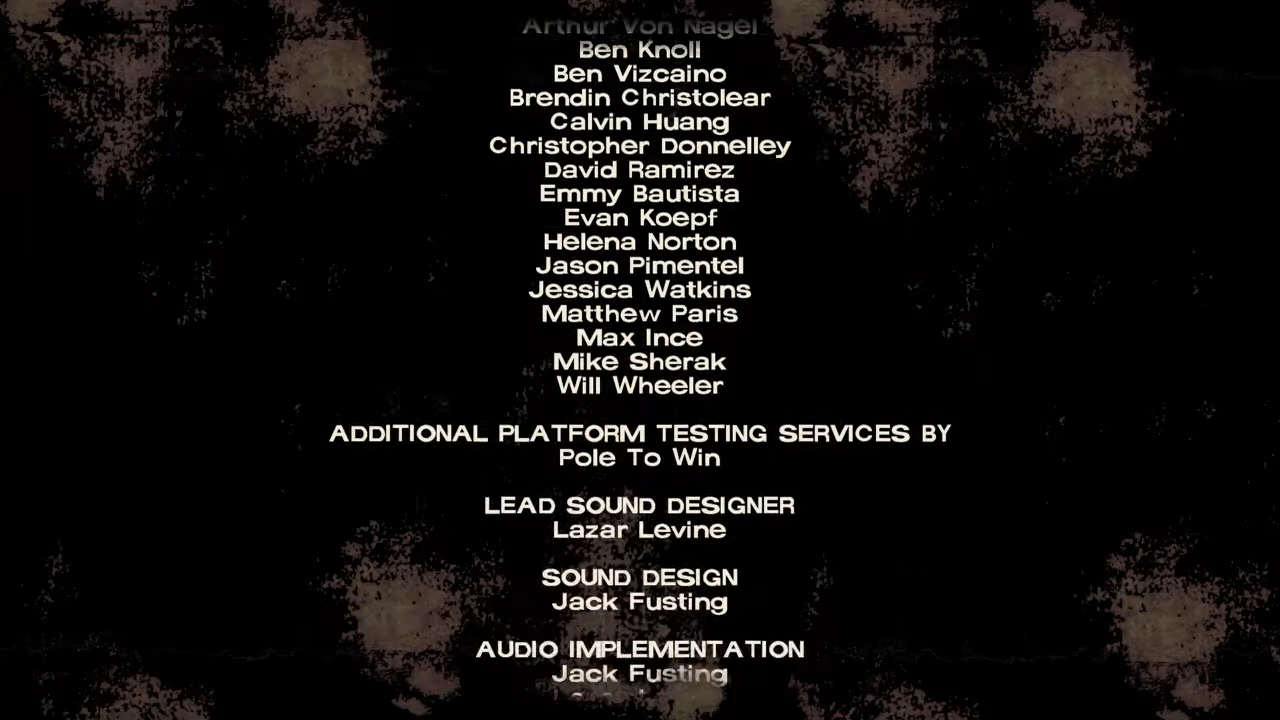 Arthur Von Nagel
Ben Knoll
Ben Vizcaino
Brendin Christolear
Calvin Huang
Christopher Donnelley
David Ramirez
Emmy Bautista
Evan Koepf
Helena Norton
Jason Pimentel
Jessica Watkins
Matthew Paris
Max Ince
Mike Sherak
Will Wheeler
ADDITIONAL PLATFORM TESTING SERVICES BY
Pole To Win
LEAD SOUND DESIGNER
Lazar Levine
SOUND DESIGN
Jack Fusting
AUDIO IMPLEMENTATION
Jack Fusting